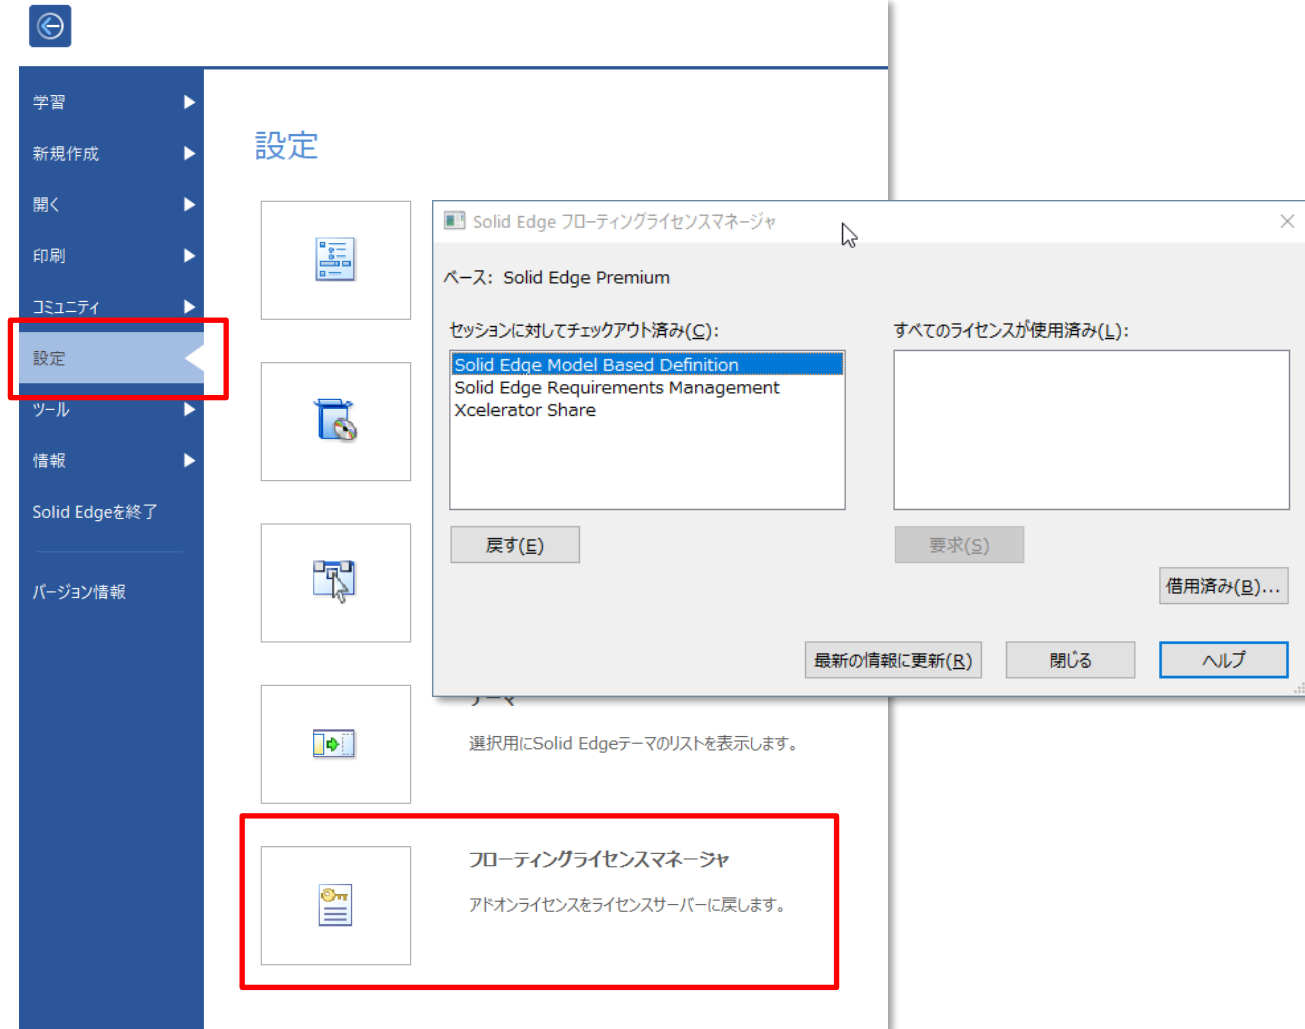 学習
新規作成
開く
印刷
コミュニティ
設定
ツール
情報
Solid Edgeを終了
バージョン情報
設定
Solid Edge フローティングライセンスマネージャ
ベース: Solid Edge Premium
セッションに対してチェックアウト済み(C):
Solid Edge Model Based Definition
Solid Edge Requirements Management
Xcelerator Share
戻す(E)
すべてのライセンスが使用済み(L):
要求(S)
借用済み(B)...
最新の情報に更新(R)
閉じる
ヘルプ
テーマ
選択用にSolid Edgeテーマのリストを表示します。
フローティングライセンスマネージャ
アドオンライセンスをライセンスサーバーに戻します。